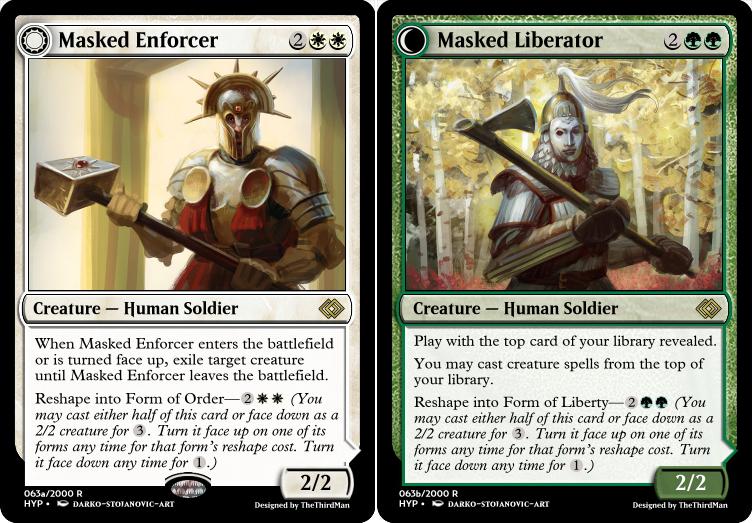 Masked Enforcer 2
When Masked Enforcer enters the battlefield
or is turned face up, exile target creature
until Masked Enforcer leaves the battlefield.
Creature — Human Soldier
Reshape into Form of Order—2 (You
may cast either half of this card or face down as a
2/2 creature for 3. Turn it face up on one of its
forms any time for that form's reshape cost. Turn
it face down any time for 1.)
2/2
063a/2000 R
HYP • DARKO-STOJANOVIC-ART
Designed by TheThirdMan
Masked Liberator 2
Creature — Human Soldier
Play with the top card of your library revealed.
You may cast creature spells from the top of
your library.
Reshape into Form of Liberty—2 (You
may cast either half of this card or face down as a
2/2 creature for 3. Turn it face up on one of its
forms any time for that form's reshape cost. Turn
it face down any time for 1.)
2/2
063b/2000 R
HYP • DARKO-STOJANOVIC-ART
Designed by TheThirdMan